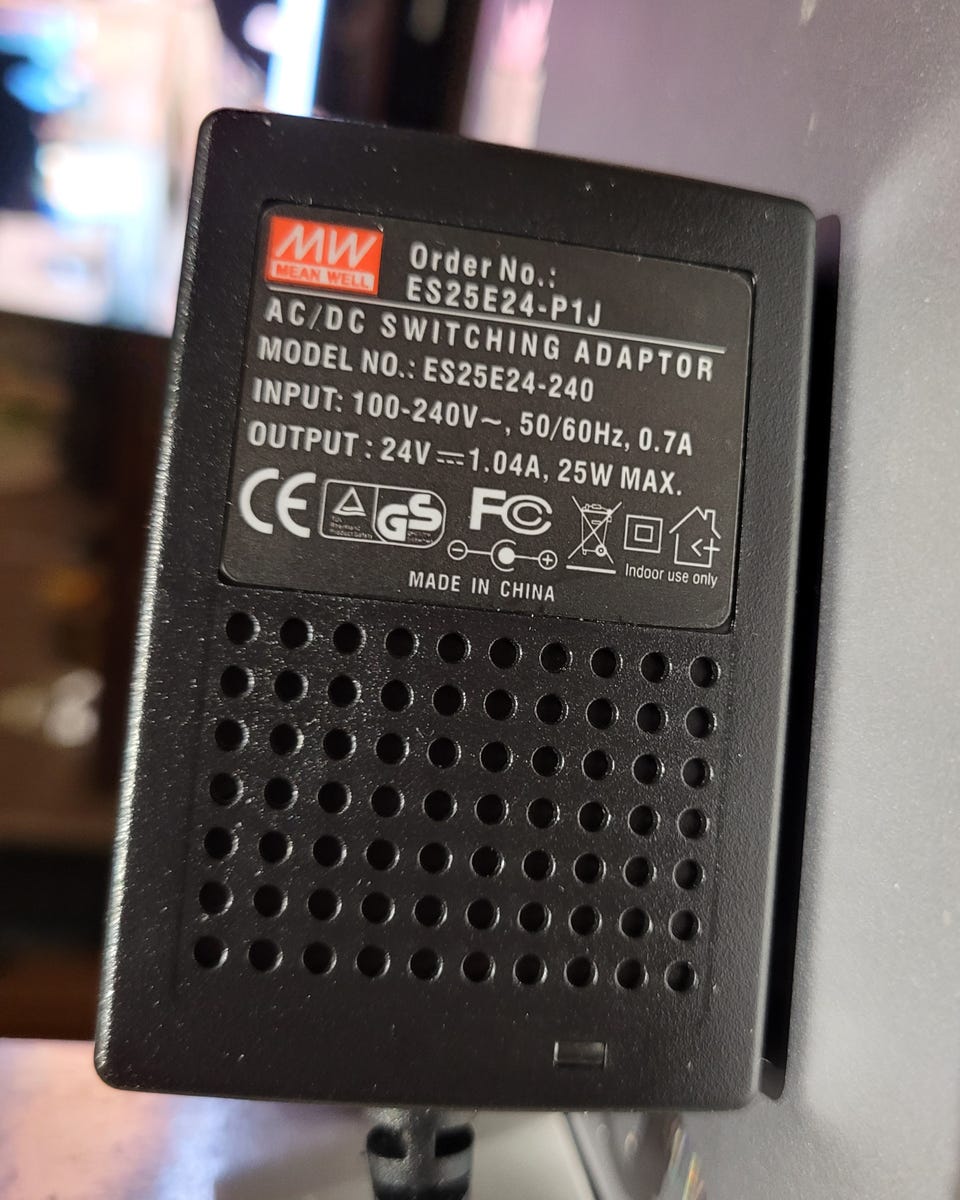 MW
MEAN WELL
Order No.:
ES25E24-P1J
AC/DC SWITCHING ADAPTOR
MODEL NO.: ES25E24-240
INPUT: 100-240V~, 50/60Hz, 0.7A
OUTPUT : 24V⎓1.04A, 25W MAX.
CE
GS
FC
Indoor use only
MADE IN CHINA